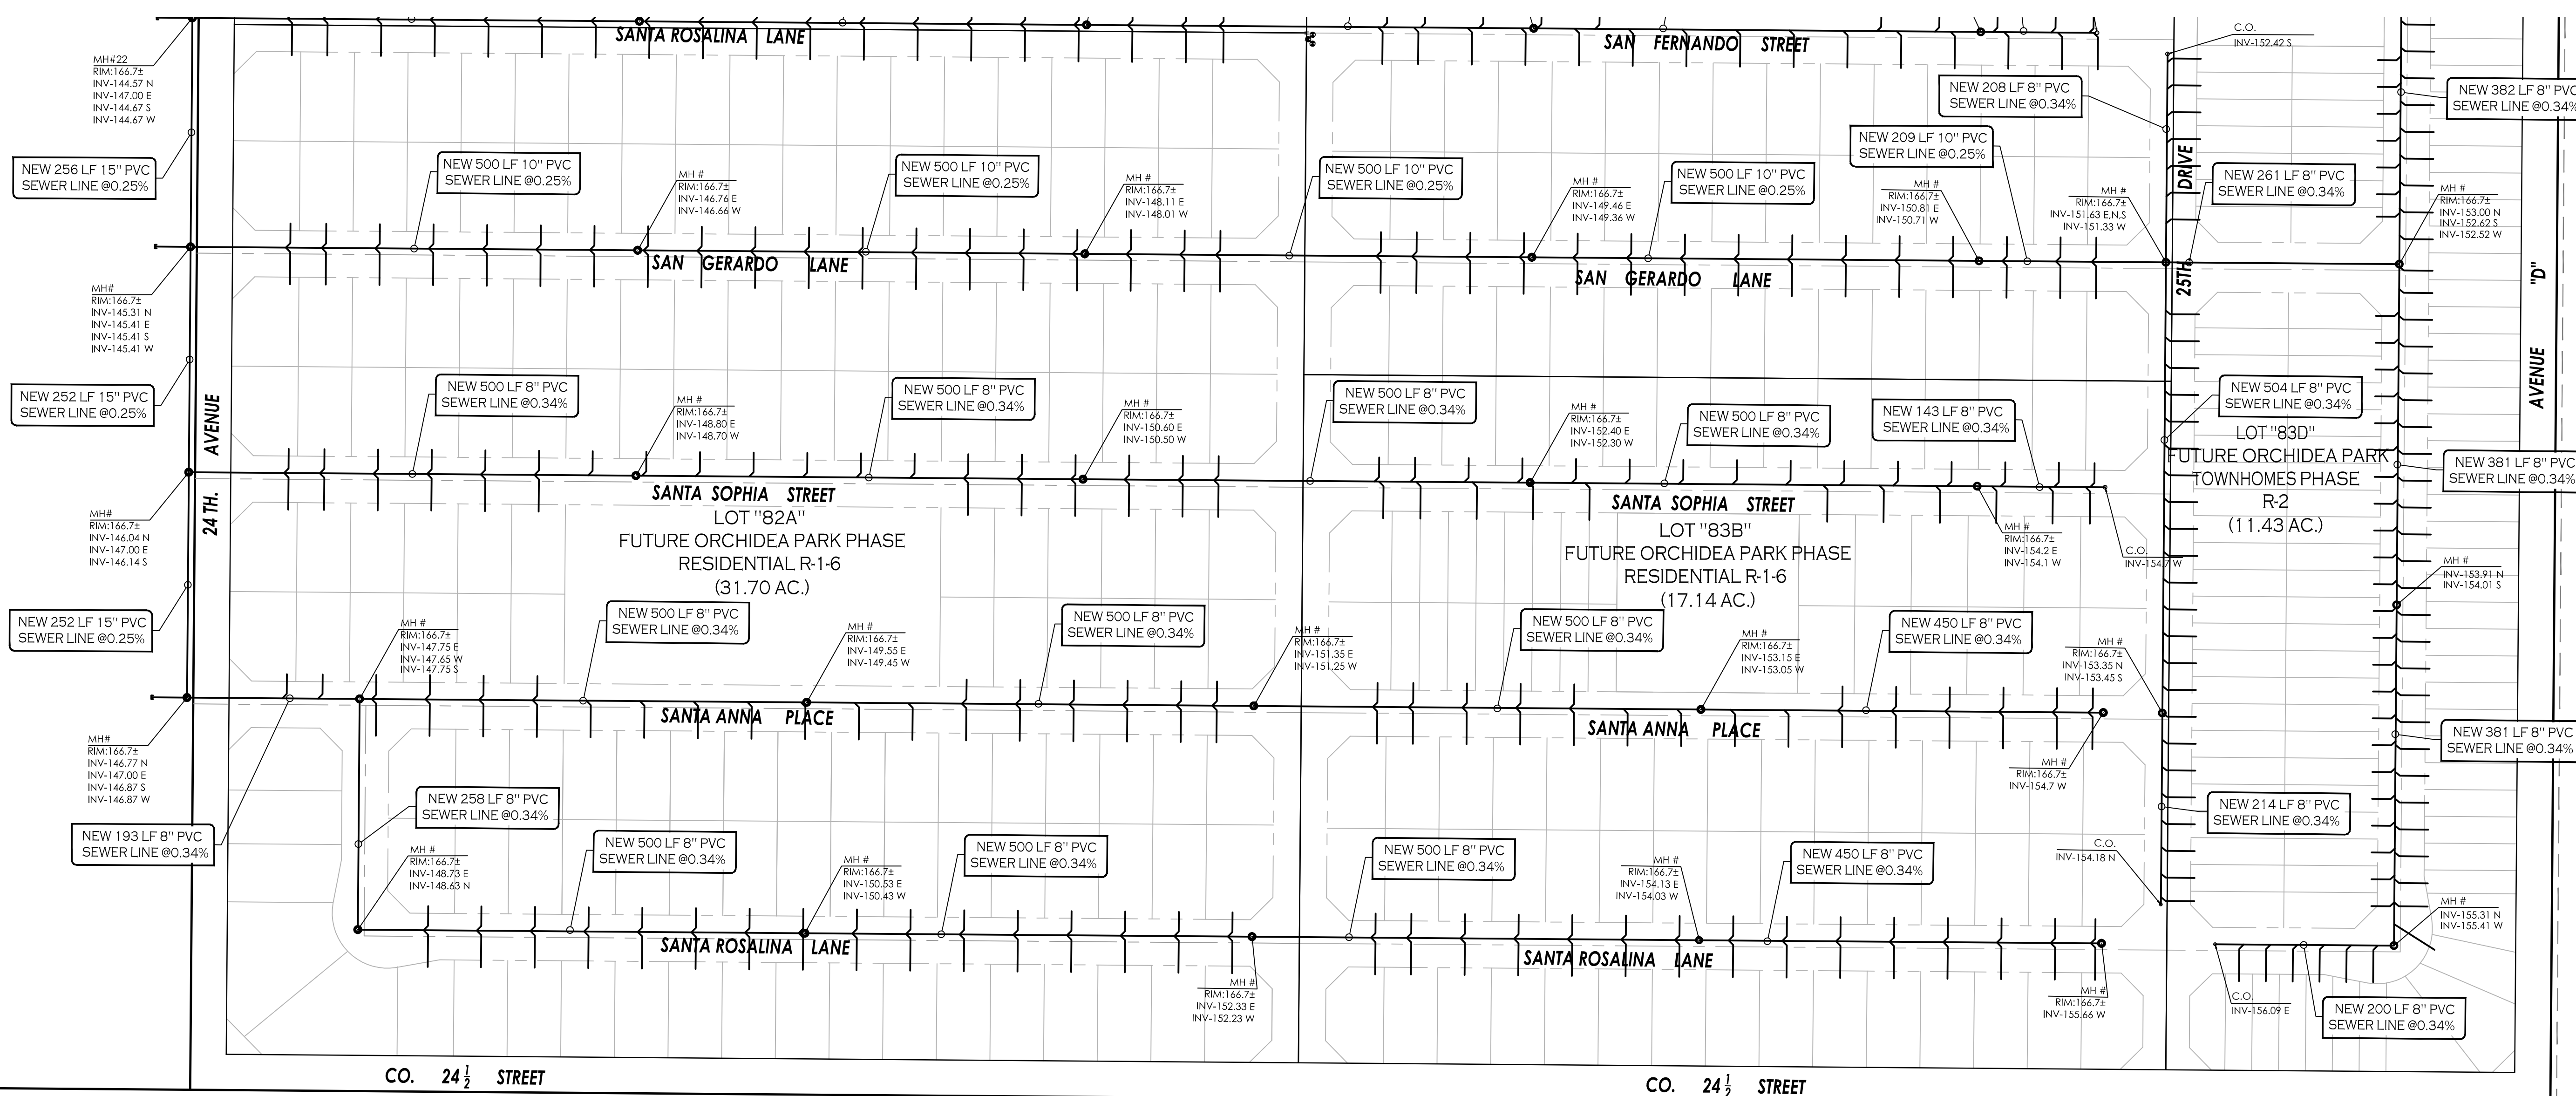 SANTA ROSALINA LANE
SAN FERNANDO STREET
C.O.
INV-152.42 S
MH#22
RIM:166.7±
INV-144.57 N
INV-147.00 E
INV-144.67 S
INV-144.67 W
NEW 208 LF 8" PVC
SEWER LINE @0.34%
NEW 382 LF 8" PVC
SEWER LINE @0.34%
NEW 256 LF 15" PVC
SEWER LINE @0.25%
NEW 500 LF 10" PVC
SEWER LINE @0.25%
MH #
RIM:166.7±
INV-146.76 E
INV-146.66 W
NEW 500 LF 10" PVC
SEWER LINE @0.25%
MH #
RIM:166.7±
INV-148.11 E
INV-148.01 W
NEW 500 LF 10" PVC
SEWER LINE @0.25%
MH #
RIM:166.7±
INV-149.46 E
INV-149.36 W
NEW 500 LF 10" PVC
SEWER LINE @0.25%
NEW 209 LF 10" PVC
SEWER LINE @0.25%
MH #
RIM:166.7±
INV-150.81 E
INV-150.71 W
MH #
RIM:166.7±
INV-151.63 E,N,S
INV-151.33 W
25TH DRIVE
NEW 261 LF 8" PVC
SEWER LINE @0.34%
MH #
RIM:166.7±
INV-153.00 N
INV-152.62 S
INV-152.52 W
AVENUE "D"
SAN GERARDO LANE
SAN GERARDO LANE
MH#
RIM:166.7±
INV-145.31 N
INV-145.41 E
INV-145.41 S
INV-145.41 W
NEW 252 LF 15" PVC
SEWER LINE @0.25%
24 TH. AVENUE
NEW 500 LF 8" PVC
SEWER LINE @0.34%
MH #
RIM:166.7±
INV-148.80 E
INV-148.70 W
NEW 500 LF 8" PVC
SEWER LINE @0.34%
MH #
RIM:166.7±
INV-150.60 E
INV-150.50 W
NEW 500 LF 8" PVC
SEWER LINE @0.34%
MH #
RIM:166.7±
INV-152.40 E
INV-152.30 W
NEW 500 LF 8" PVC
SEWER LINE @0.34%
NEW 143 LF 8" PVC
SEWER LINE @0.34%
NEW 504 LF 8" PVC
SEWER LINE @0.34%
LOT "83D"
FUTURE ORCHIDEA PARK
TOWNHOMES PHASE
R-2
(11.43 AC.)
NEW 381 LF 8" PVC
SEWER LINE @0.34%
SANTA SOPHIA STREET
SANTA SOPHIA STREET
MH#
RIM:166.7±
INV-146.04 N
INV-147.00 E
INV-146.14 S
LOT "82A"
FUTURE ORCHIDEA PARK PHASE
RESIDENTIAL R-1-6
(31.70 AC.)
LOT "83B"
FUTURE ORCHIDEA PARK PHASE
RESIDENTIAL R-1-6
(17.14 AC.)
MH #
RIM:166.7±
INV-154.2 E
INV-154.1 W
C.O.
INV-154.7 W
MH #
INV-153.91 N
INV-154.01 S
NEW 252 LF 15" PVC
SEWER LINE @0.25%
MH #
RIM:166.7±
INV-147.75 E
INV-147.65 W
INV-147.75 S
NEW 500 LF 8" PVC
SEWER LINE @0.34%
MH #
RIM:166.7±
INV-149.55 E
INV-149.45 W
NEW 500 LF 8" PVC
SEWER LINE @0.34%
MH #
RIM:166.7±
INV-151.35 E
INV-151.25 W
NEW 500 LF 8" PVC
SEWER LINE @0.34%
MH #
RIM:166.7±
INV-153.15 E
INV-153.05 W
NEW 450 LF 8" PVC
SEWER LINE @0.34%
MH #
RIM:166.7±
INV-153.35 N
INV-153.45 S
SANTA ANNA PLACE
SANTA ANNA PLACE
NEW 381 LF 8" PVC
SEWER LINE @0.34%
MH#
RIM:166.7±
INV-146.77 N
INV-147.00 E
INV-146.87 S
INV-146.87 W
MH #
RIM:166.7±
INV-154.7 W
NEW 193 LF 8" PVC
SEWER LINE @0.34%
NEW 258 LF 8" PVC
SEWER LINE @0.34%
MH #
RIM:166.7±
INV-148.73 E
INV-148.63 N
NEW 500 LF 8" PVC
SEWER LINE @0.34%
MH #
RIM:166.7±
INV-150.53 E
INV-150.43 W
NEW 500 LF 8" PVC
SEWER LINE @0.34%
NEW 500 LF 8" PVC
SEWER LINE @0.34%
MH #
RIM:166.7±
INV-154.13 E
INV-154.03 W
NEW 450 LF 8" PVC
SEWER LINE @0.34%
C.O.
INV-154.18 N
NEW 214 LF 8" PVC
SEWER LINE @0.34%
MH #
INV-155.31 N
INV-155.41 W
SANTA ROSALINA LANE
SANTA ROSALINA LANE
MH #
RIM:166.7±
INV-152.33 E
INV-152.23 W
MH #
RIM:166.7±
INV-155.66 W
C.O.
INV-156.09 E
NEW 200 LF 8" PVC
SEWER LINE @0.34%
CO. 24 1/2 STREET
CO. 24 1/2 STREET